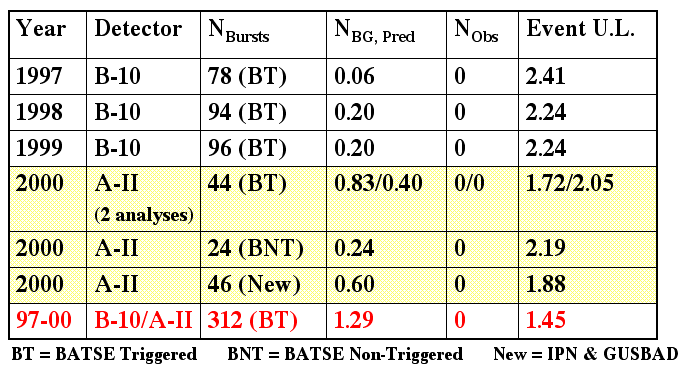 Year Detector N Bursts N BG, Pred N Obs Event U.L.
1997 B-10 78 (BT) 0.06 0 2.41
1998 B-10 94 (BT) 0.20 0 2.24
1999 B-10 96 (BT) 0.20 0 2.24
2000 A-II 44 (BT) 0.83/0.40 0/0 1.72/2.05
(2 analyses)
2000 A-II 24 (BNT) 0.24 0 2.19
2000 A-II 46 (New) 0.60 0 1.88
97-00 B-10/A-II 312 (BT) 1.29 0 1.45
BT = BATSE Triggered BNT = BATSE Non-Triggered New = IPN & GUSBAD